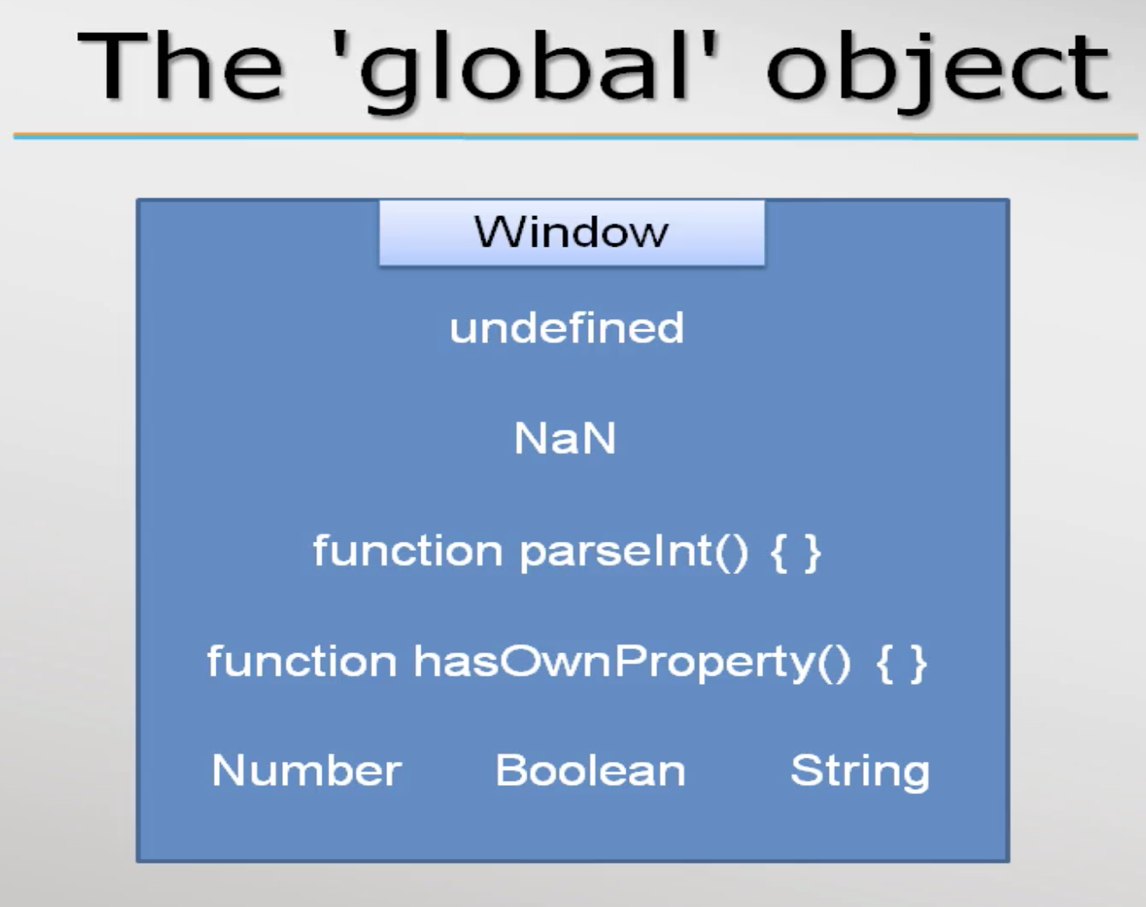 The 'global' object
Window
undefined
NaN
function parseInt() { }
function hasOwnProperty() { }
Number Boolean String